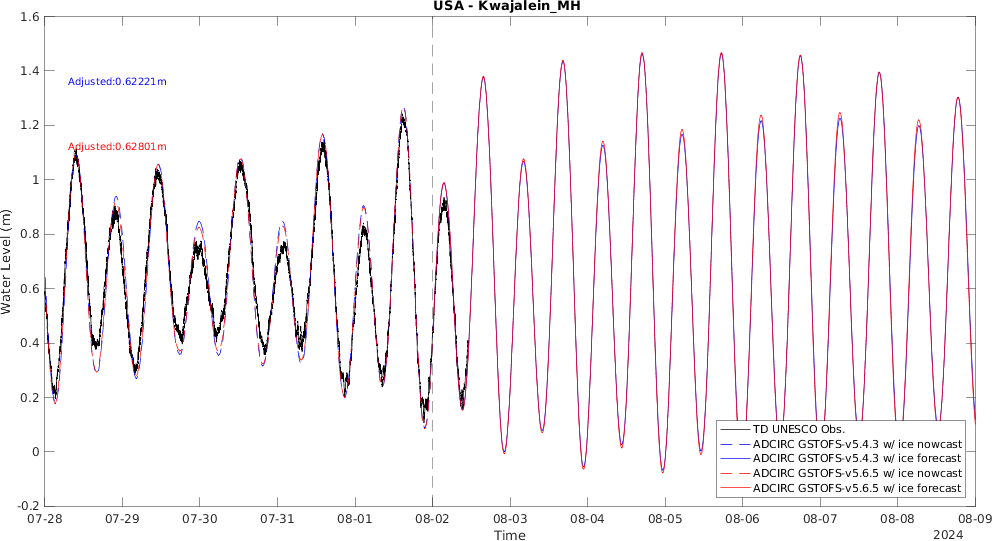 USA - Kwajalein_MH
1.6
1.4
1.2
1
0.8
0.6
0.4
0.2
0
-0.2
Water Level (m)
Adjusted:0.62221m
Adjusted:0.62801m
TD UNESCO Obs.
ADCIRC GSTOFS-v5.4.3 w/ ice nowcast
ADCIRC GSTOFS-v5.4.3 w/ ice forecast
ADCIRC GSTOFS-v5.6.5 w/ ice nowcast
ADCIRC GSTOFS-v5.6.5 w/ ice forecast
07-28 07-29 07-30 07-31 08-01 08-02 08-03 08-04 08-05 08-06 08-07 08-08 08-09
Time
2024